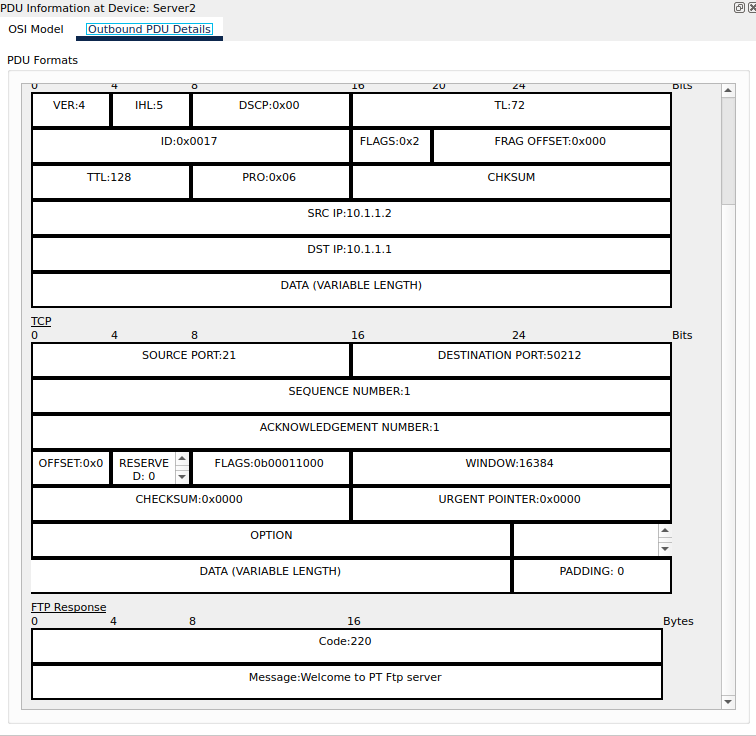 PDU Information at Device: Server2
OSI Model Outbound PDU Details
PDU Formats
0 4 8 16 20 24 Bits
VER:4 IHL:5 DSCP:0x00 TL:72
ID:0x0017 FLAGS:0x2 FRAG OFFSET:0x000
TTL:128 PRO:0x06 CHKSUM
SRC IP:10.1.1.2
DST IP:10.1.1.1
DATA (VARIABLE LENGTH)
TCP
0 4 8 16 24 Bits
SOURCE PORT:21 DESTINATION PORT:50212
SEQUENCE NUMBER:1
ACKNOWLEDGEMENT NUMBER:1
OFFSET:0x0 RESERVE
D: 0 FLAGS:0b00011000 WINDOW:16384
CHECKSUM:0x0000 URGENT POINTER:0x0000
OPTION
DATA (VARIABLE LENGTH) PADDING: 0
FTP Response
0 4 8 16 Bytes
Code:220
Message:Welcome to PT Ftp server